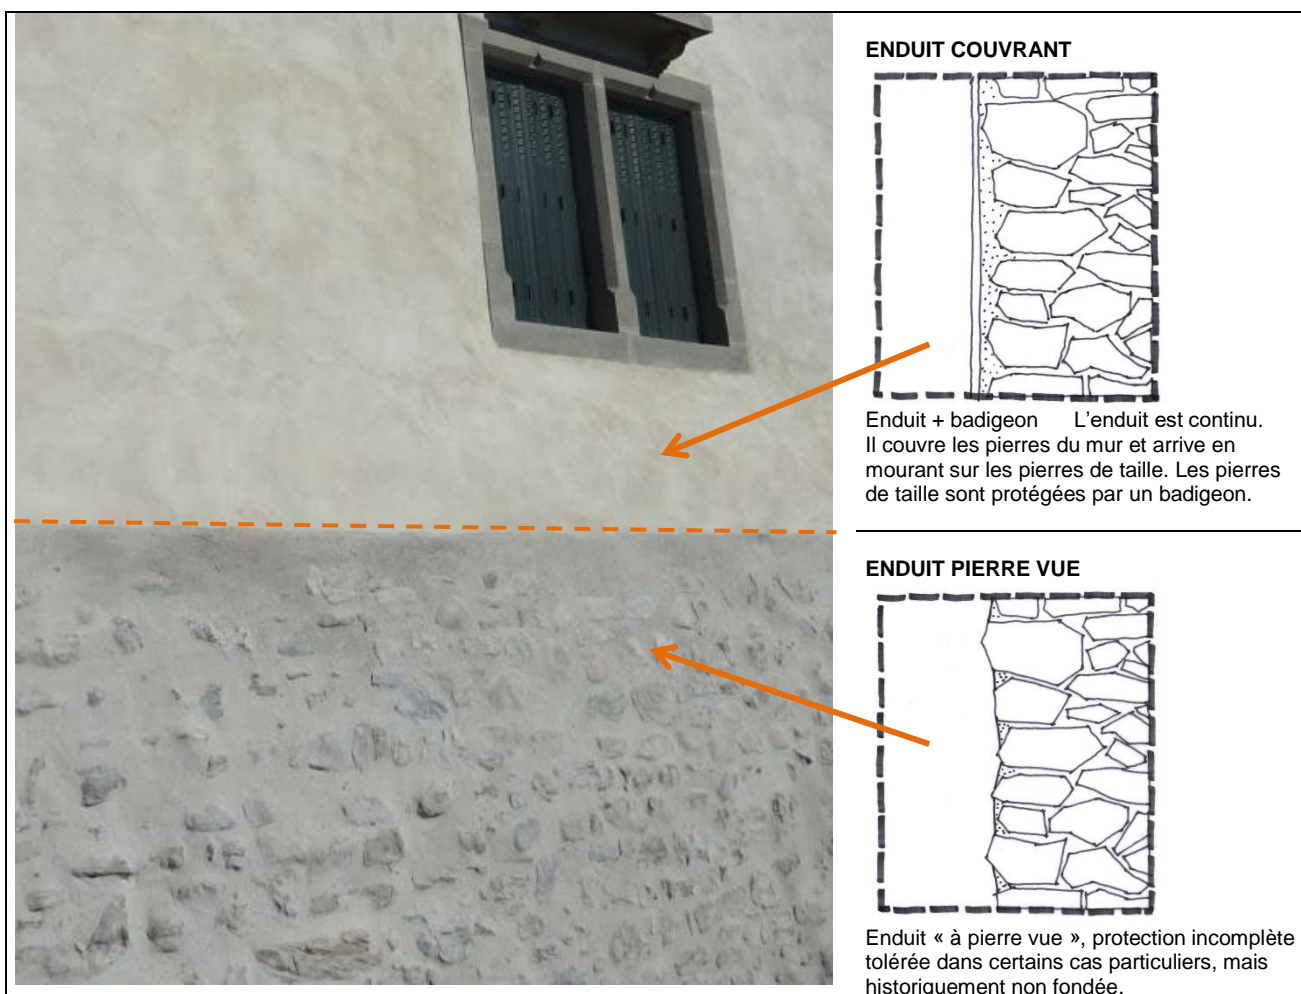 ENDUIT COUVRANT
Enduit + badigeon L'enduit est continu.
Il couvre les pierres du mur et arrive en
mourant sur les pierres de taille. Les pierres
de taille sont protégées par un badigeon.
ENDUIT PIERRE VUE
Enduit « à pierre vue », protection incomplète
tolérée dans certains cas particuliers, mais
historiquement non fondée.